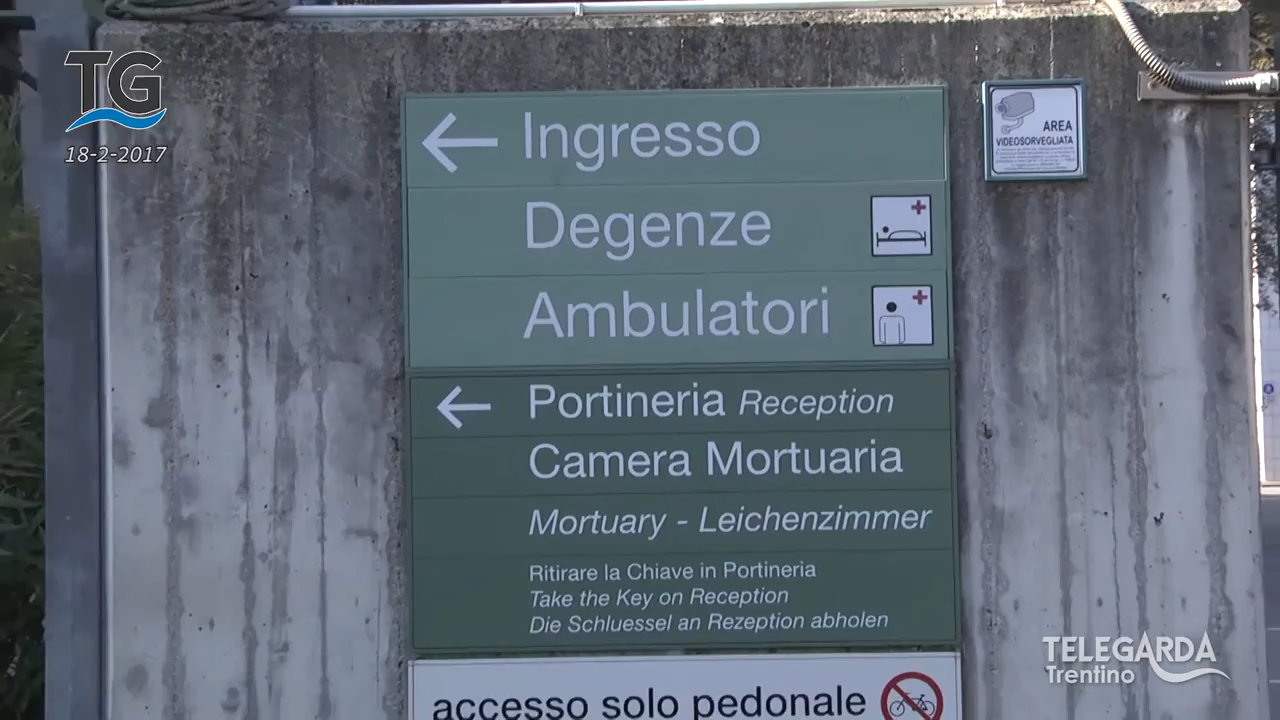 TG
18-2-2017
Ingresso
AREA
VIDEOSORVEGLIATA
Degenze
Ambulatori
Portineria Reception
Camera Mortuaria
Mortuary - Leichenzimmer
Ritirare la Chiave in Portineria
Take the Key on Reception
Die Schluessel an Rezeption abholen
TELEGARDA
Trentino
accesso solo pedonale